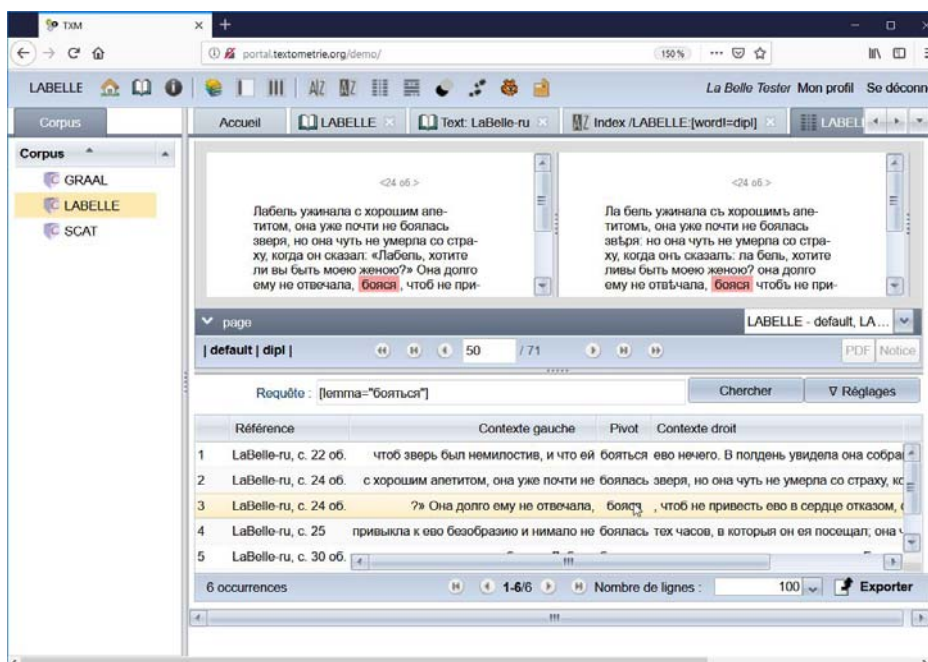 TXM
portal.textometrie.org/demo/
150 %
LABELLE
La Belle Tester Mon profil Se déconn
Corpus
Accueil LABELLE Text: LaBelle-ru Index /LABELLE:[wordl=dipl] LABELL
Corpus
GRAAL
LABELLE
SCAT
<24 об.>
Лабель ужинала с хорошим апе-
титом, она уже почти не боялась
зверя, но она чуть не умерла со стра-
ху, когда он сказал: «Лабель, хотите
ли вы быть моею женою?» Она долго
ему не отвечала, бояся , чтоб не при-
<24 об.>
Ла бель ужинала съ хорошимъ апе-
титомъ, она уже почти не боялась
звѣря: но она чуть не умерла со стра-
ху, когда онъ сказалъ: ла бель, хотите
ливы быть моею женою? она долго
ему не отвѣчала, бояся чтобъ не при-
page
LABELLE - default, LA...
| default | dipl | 50 / 71 PDF Notice
Requête : [lemma="бояться"] Chercher ∇ Réglages
Référence Contexte gauche Pivot Contexte droit
1 LaBelle-ru, с. 22 об. чтоб зверь был немилостив, и что ей бояться ево нечего. В полдень увидела она собра
2 LaBelle-ru, с. 24 об. с хорошим апетитом, она уже почти не боялась зверя, но она чуть не умерла со страху, ко
3 LaBelle-ru, с. 24 об. ?» Она долго ему не отвечала, бояся , чтоб не привесть ево в сердце отказом,
4 LaBelle-ru, с. 25 привыкла к ево безобразию и нимало не боялась тех часов, в которыя он ея посещал; она
5 LaBelle-ru, с. 30 об.
6 occurrences 1-6/6 Nombre de lignes : 100 Exporter